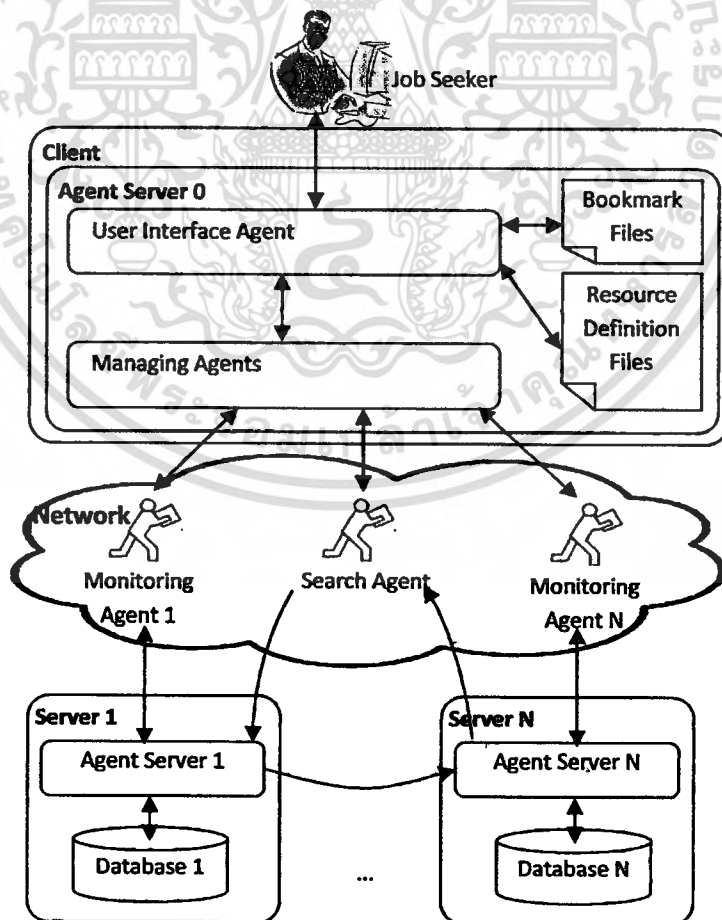 Job Seeker
Client
Agent Server 0
User Interface Agent
Bookmark
Files
Resource
Definition
Files
Managing Agents
Network
Monitoring
Agent 1
Search Agent
Monitoring
Agent N
Server 1
Agent Server 1
Database 1
...
Server N
Agent Server N
Database N